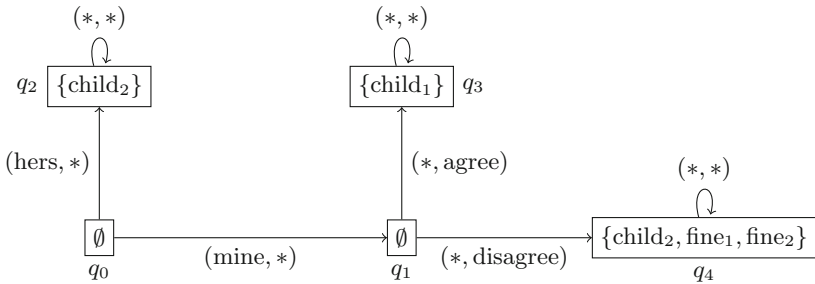 (∗, ∗) (∗, ∗)
q₂ {child₂} {child₁} q₃
(hers, ∗) (∗, agree) (∗, ∗)
∅ (mine, ∗) ∅ (∗, disagree) {child₂, fine₁, fine₂}
q₀ q₁ q₄